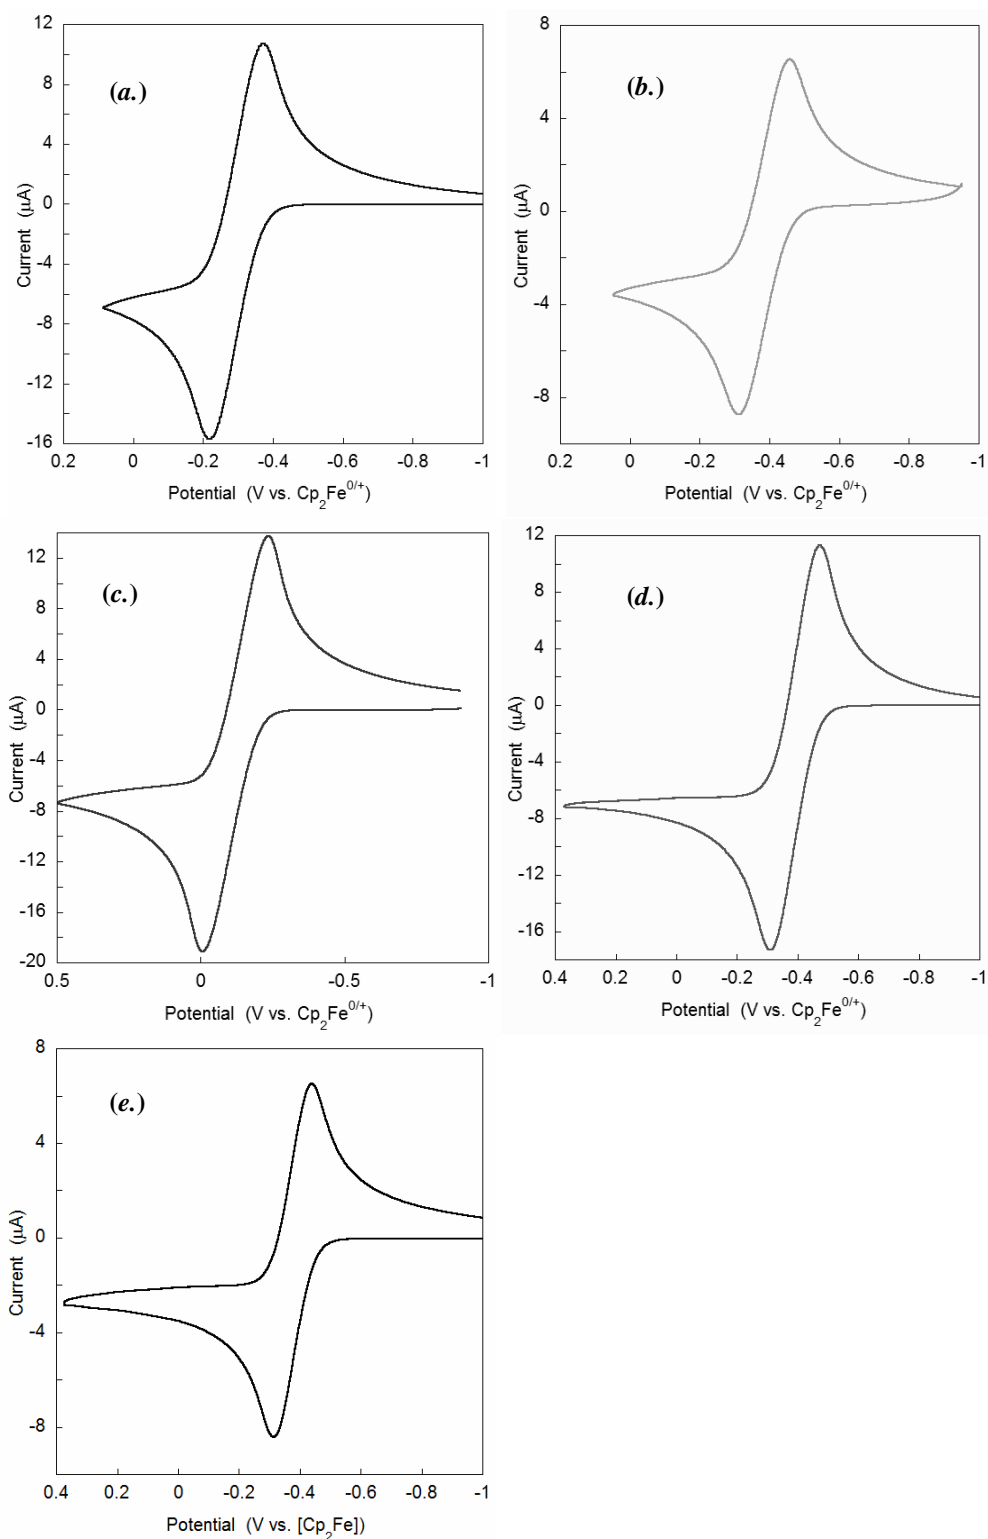 (a.)
12
8
4
0
-4
-8
-12
-16
Current (μA)
0.2 0 -0.2 -0.4 -0.6 -0.8 -1
Potential (V vs. Cp₂Fe⁰/⁺)
(b.)
8
4
0
-4
-8
Current (μA)
0.2 0 -0.2 -0.4 -0.6 -0.8 -1
Potential (V vs. Cp₂Fe⁰/⁺)
(c.)
12
8
4
0
-4
-8
-12
-16
-20
Current (μA)
0.5 0 -0.5 -1
Potential (V vs. Cp₂Fe⁰/⁺)
(d.)
12
8
4
0
-4
-8
-12
-16
Current (μA)
0.4 0.2 0 -0.2 -0.4 -0.6 -0.8 -1
Potential (V vs. Cp₂Fe⁰/⁺)
(e.)
8
4
0
-4
-8
Current (μA)
0.4 0.2 0 -0.2 -0.4 -0.6 -0.8 -1
Potential (V vs. [Cp₂Fe])